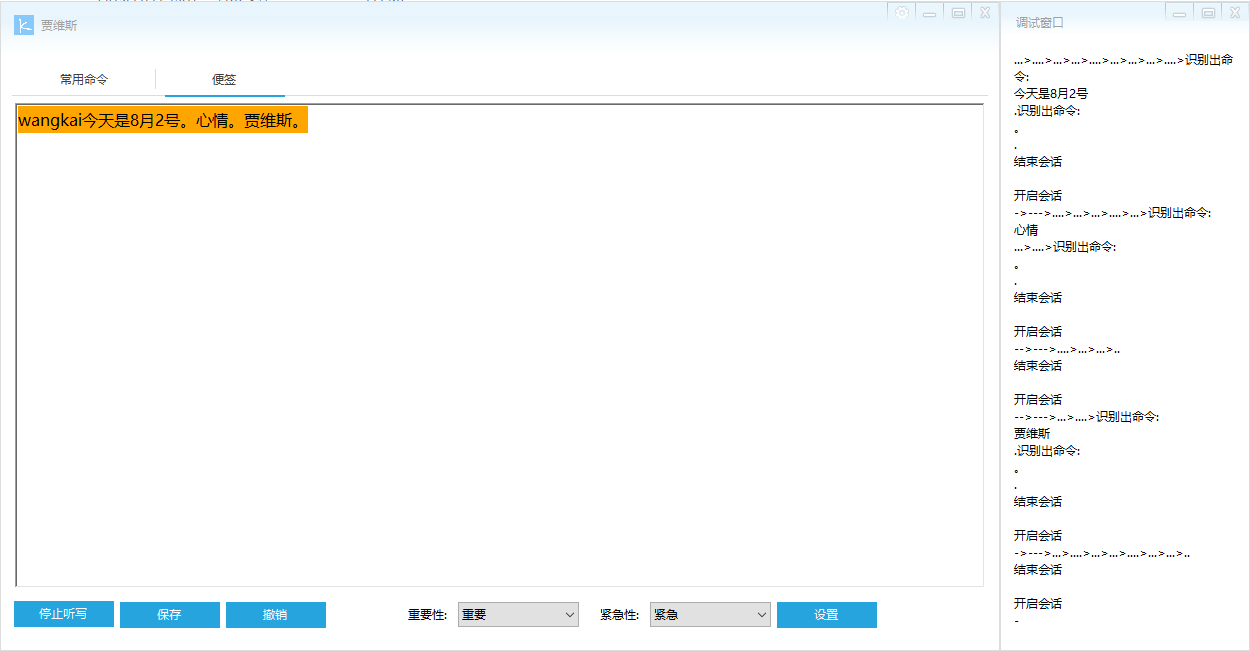 贾维斯
常用命令
便签
wangkai今天是8月2号。心情。贾维斯。
停止听写
保存
撤销
重要性:
重要
紧急性:
紧急
设置
调试窗口
...>....>...>...>....>...>...>...>....>识别出命
令:
今天是8月2号
.识别出命令:
。
.
结束会话
开启会话
->--->....>...>...>....>...>识别出命令:
心情
...>....>识别出命令:
。
.
结束会话
开启会话
-->--->....>...>...>..
结束会话
开启会话
-->--->...>....>识别出命令:
贾维斯
.识别出命令:
。
.
结束会话
开启会话
->--->...>....>...>...>....>...>...>..
结束会话
开启会话
-